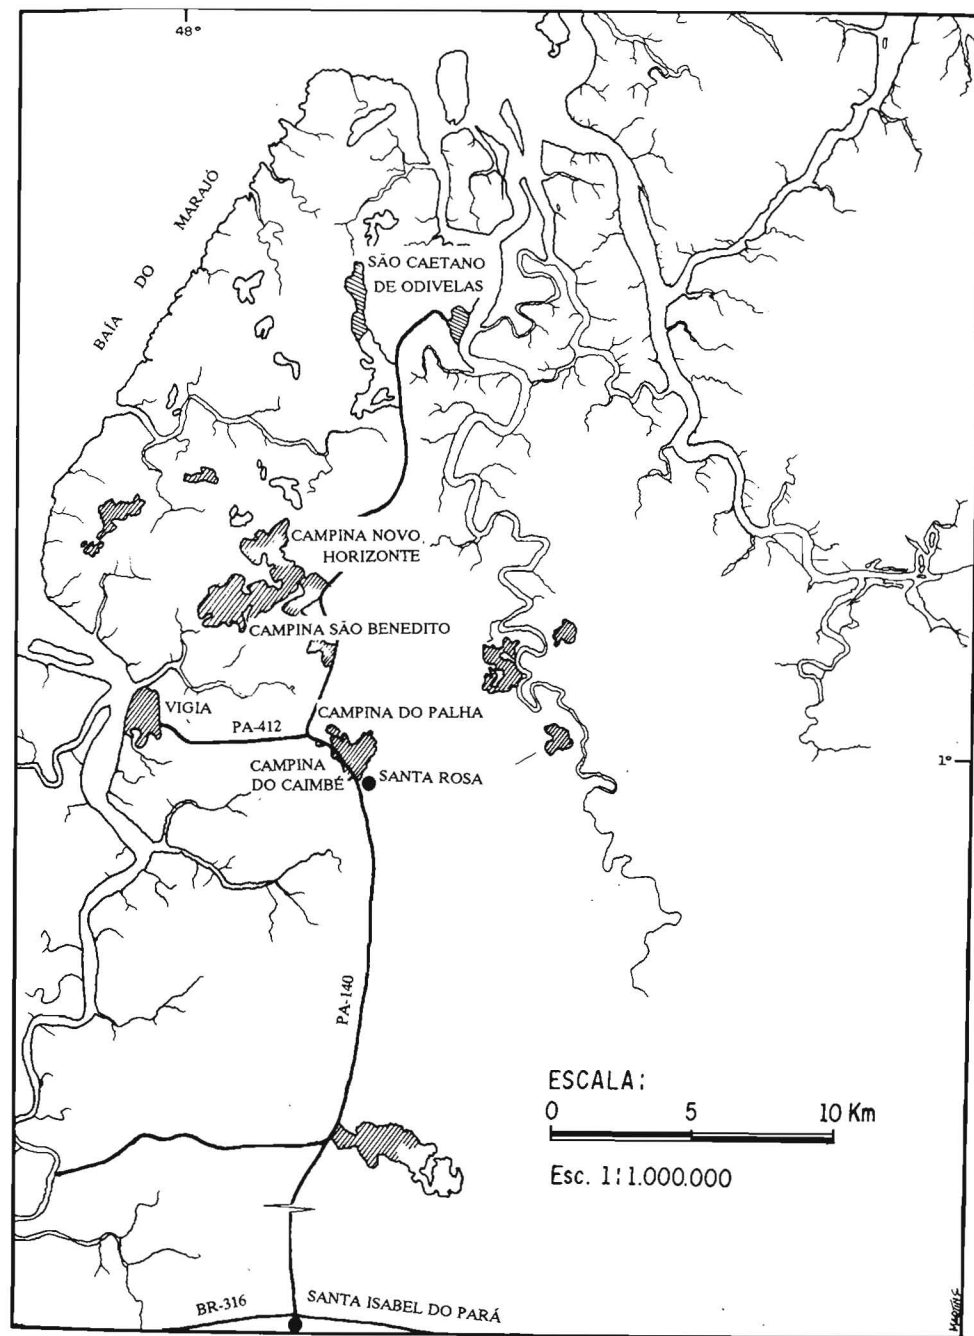 48°
BAÍA DO MARAJÓ
SÃO CAETANO
DE ODIVELAS
CAMPINA NOVO
HORIZONTE
CAMPINA SÃO BENEDITO
VIGIA
PA-412
CAMPINA DO PALHA
CAMPINA
DO CAIMBÉ
SANTA ROSA
1°
PA-140
ESCALA:
0 5 10 Km
Esc. 1:1.000.000
BR-316
SANTA ISABEL DO PARÁ